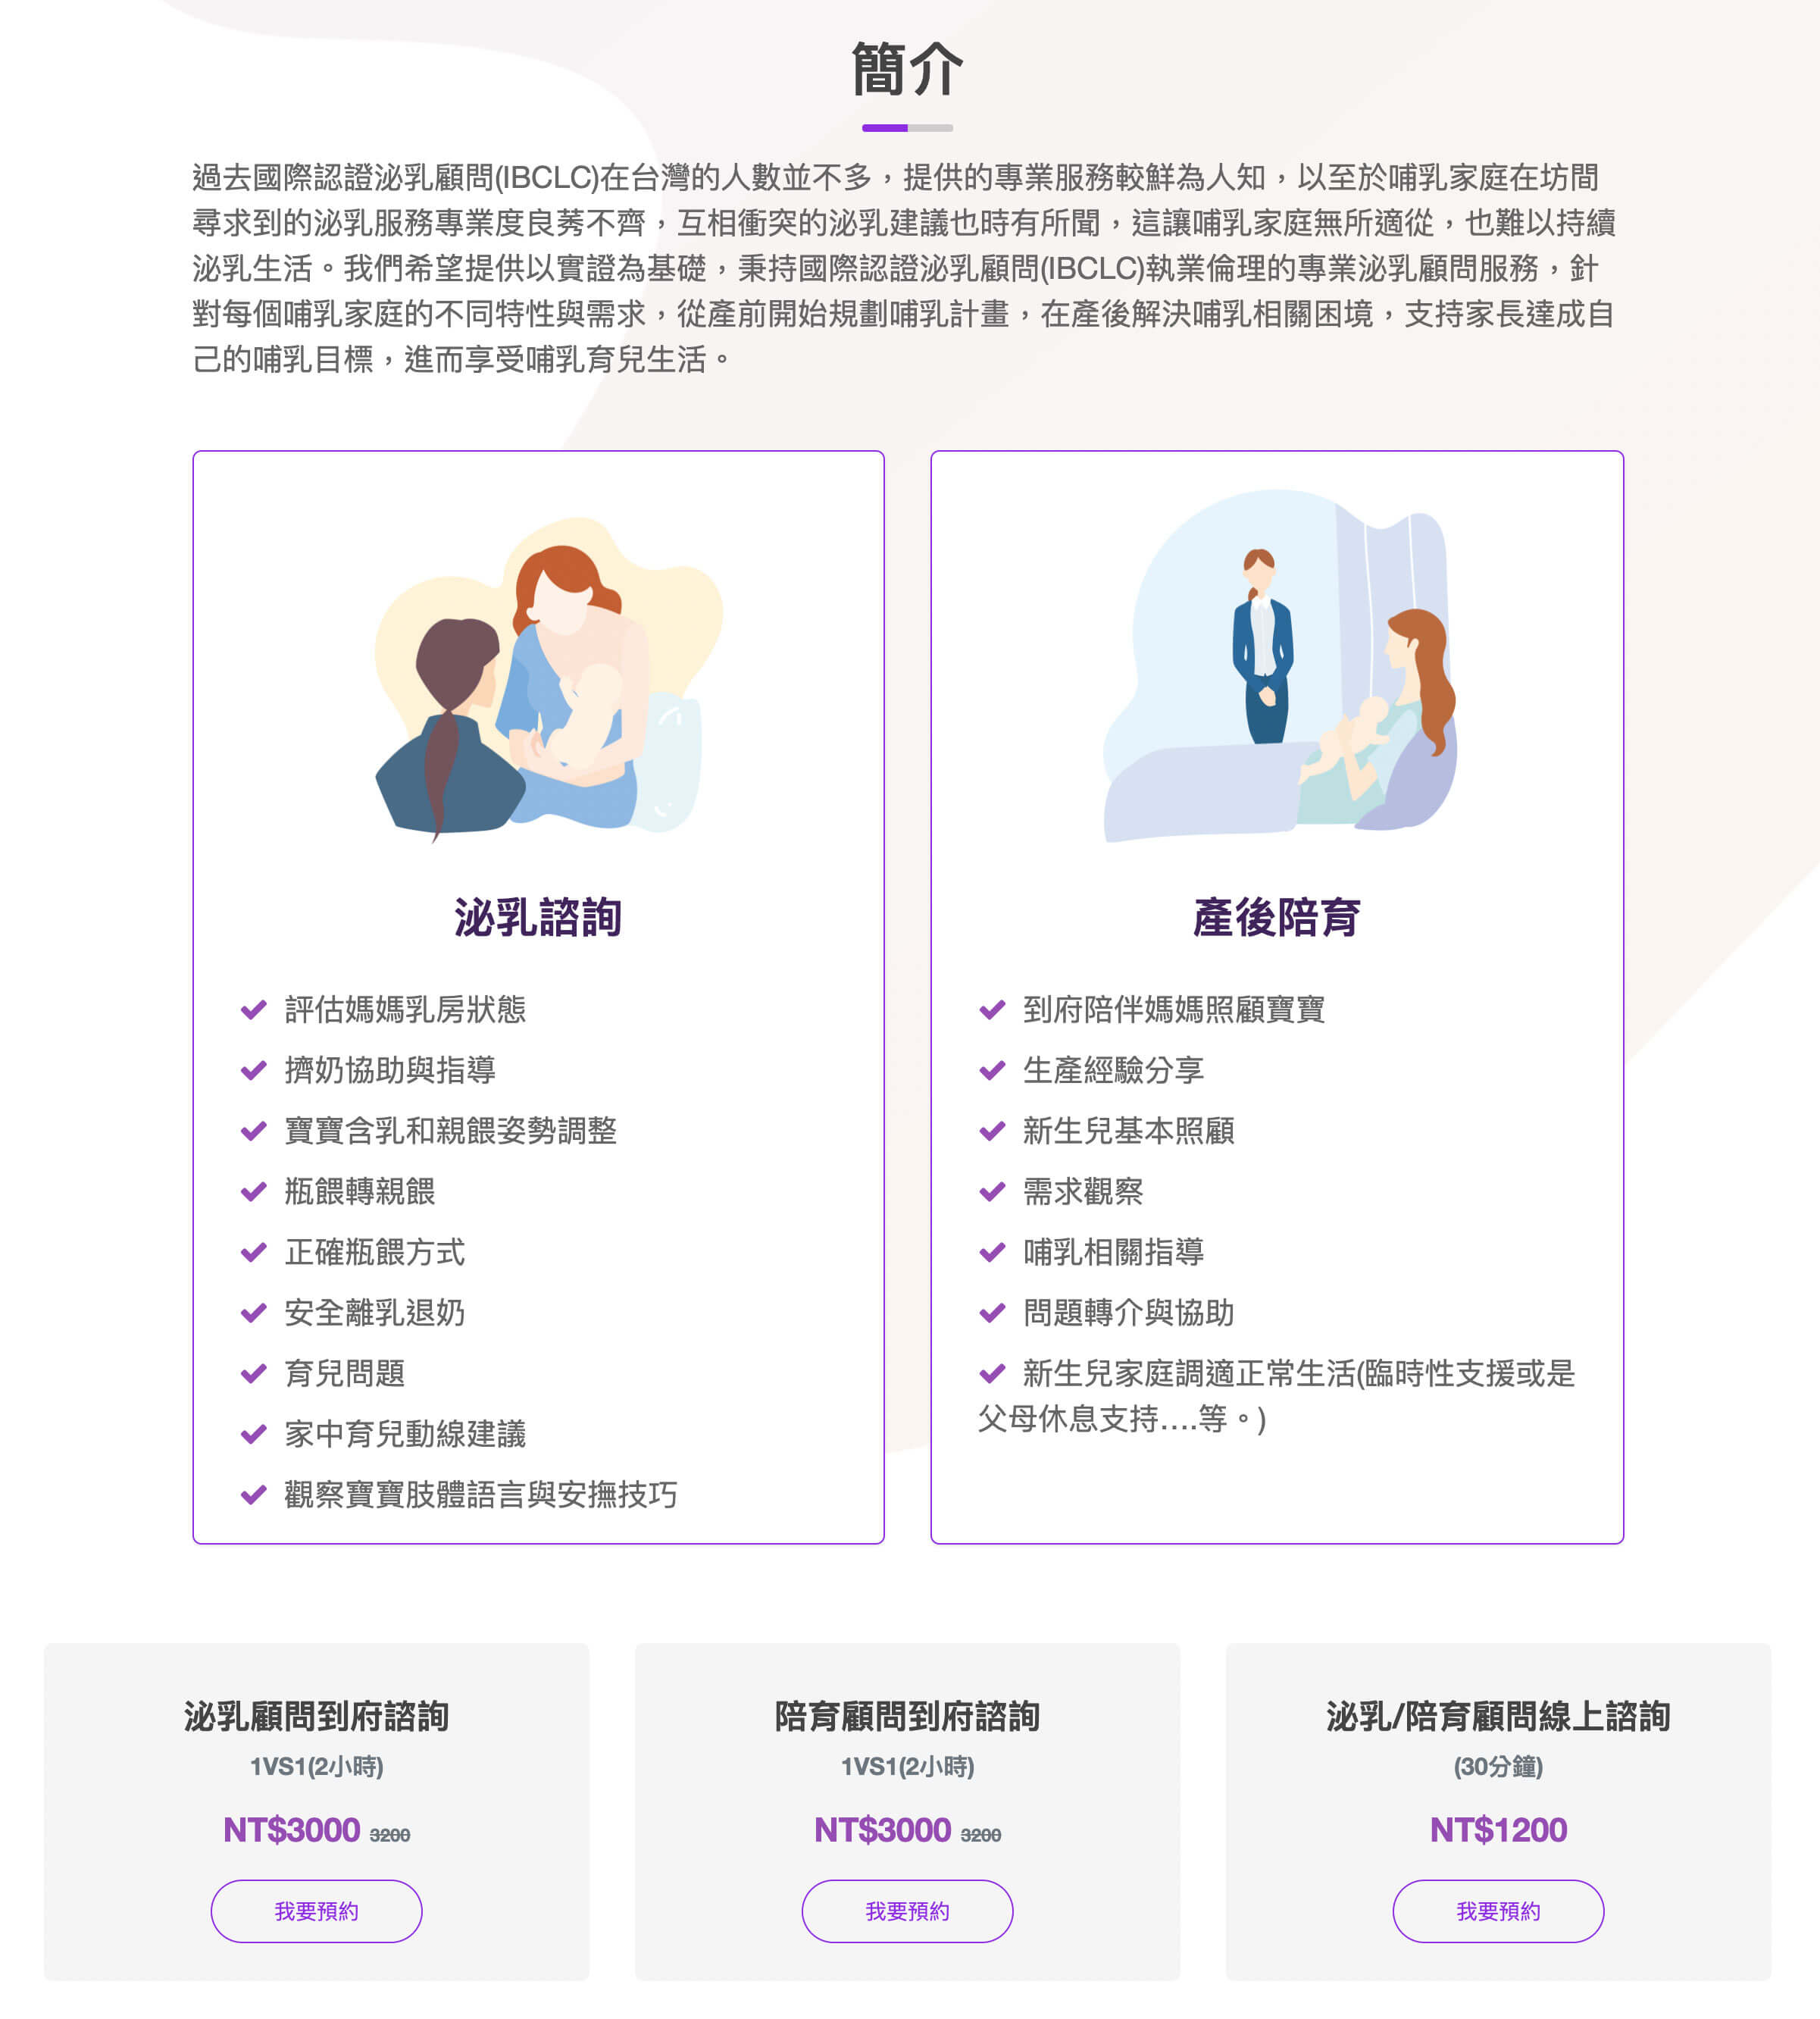 簡介
過去國際認證泌乳顧問(IBCLC)在台灣的人數並不多，提供的專業服務較鮮為人知，以至於哺乳家庭在坊間
尋求到的泌乳服務專業度良莠不齊，互相衝突的泌乳建議也時有所聞，這讓哺乳家庭無所適從，也難以持續
泌乳生活。我們希望提供以實證為基礎，秉持國際認證泌乳顧問(IBCLC)執業倫理的專業泌乳顧問服務，針
對每個哺乳家庭的不同特性與需求，從產前開始規劃哺乳計畫，在產後解決哺乳相關困境，支持家長達成自
己的哺乳目標，進而享受哺乳育兒生活。
泌乳諮詢
評估媽媽乳房狀態
擠奶協助與指導
寶寶含乳和親餵姿勢調整
瓶餵轉親餵
正確瓶餵方式
安全離乳退奶
育兒問題
家中育兒動線建議
觀察寶寶肢體語言與安撫技巧
產後陪育
到府陪伴媽媽照顧寶寶
生產經驗分享
新生兒基本照顧
需求觀察
哺乳相關指導
問題轉介與協助
新生兒家庭調適正常生活(臨時性支援或是
父母休息支持....等。)
泌乳顧問到府諮詢
1VS1(2小時)
NT$3000 3200
我要預約
陪育顧問到府諮詢
1VS1(2小時)
NT$3000 3200
我要預約
泌乳/陪育顧問線上諮詢
(30分鐘)
NT$1200
我要預約